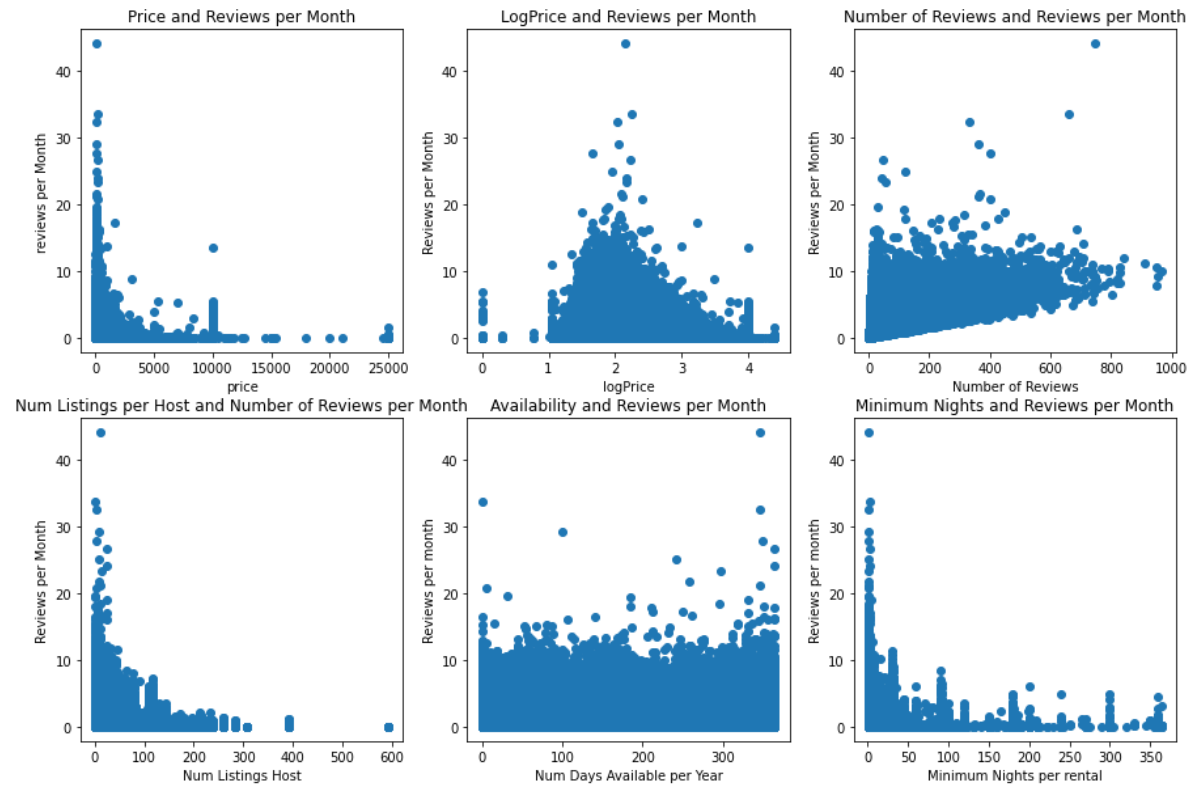 Price and Reviews per Month
reviews per Month
40
30
20
10
0
0 5000 10000 15000 20000 25000
price
LogPrice and Reviews per Month
Reviews per Month
40
30
20
10
0
0 1 2 3 4
logPrice
Number of Reviews and Reviews per Month
Reviews per Month
40
30
20
10
0
0 200 400 600 800 1000
Number of Reviews
Num Listings per Host and Number of Reviews per Month
Reviews per Month
40
30
20
10
0
0 100 200 300 400 500 600
Num Listings Host
Availability and Reviews per Month
Reviews per month
40
30
20
10
0
0 100 200 300
Num Days Available per Year
Minimum Nights and Reviews per Month
Reviews per month
40
30
20
10
0
0 50 100 150 200 250 300 350
Minimum Nights per rental